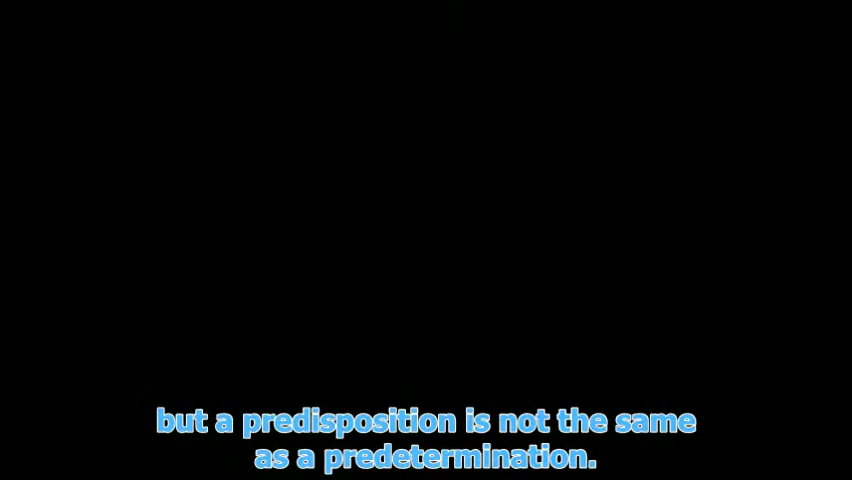 but a predisposition is not the same
as a predetermination.